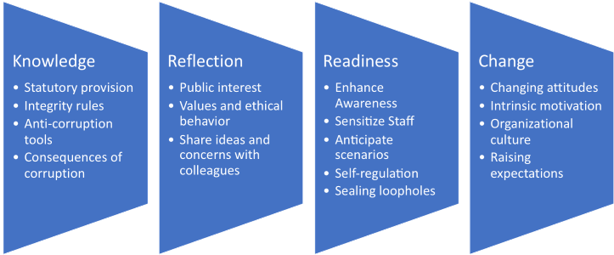 Knowledge
• Statutory provision
• Integrity rules
• Anti-corruption
tools
• Consequences of
corruption
Reflection
• Public interest
• Values and ethical
behavior
• Share ideas and
concerns with
colleagues
Readiness
• Enhance
Awareness
• Sensitize Staff
• Anticipate
scenarios
• Self-regulation
• Sealing loopholes
Change
• Changing attitudes
• Intrinsic motivation
• Organizational
culture
• Raising
expectations